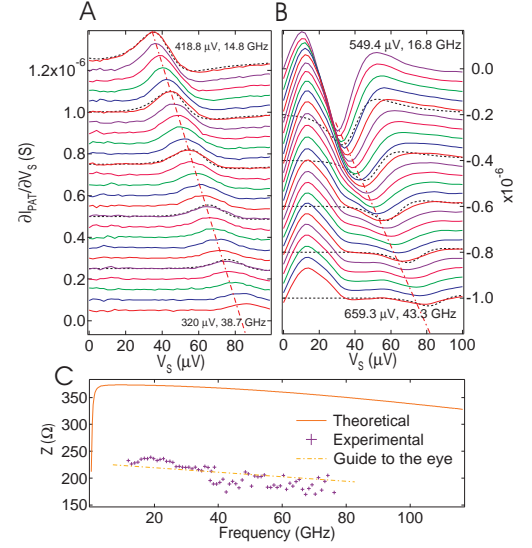 A
B
418.8 µV, 14.8 GHz
549.4 µV, 16.8 GHz
1.2x10⁻⁶
1.0
0.8
0.6
0.4
0.2
0.0
∂I_PAT/∂V_S (S)
320 µV, 38.7 GHz
0 20 40 60 80 100
V_S (µV)
0.0
-0.2
-0.4
-0.6
-0.8
-1.0
x10⁻⁶
659.3 µV, 43.3 GHz
0 20 40 60 80 100
V_S (µV)
C
350
300
250
200
150
Z (Ω)
Theoretical
Experimental
Guide to the eye
20 40 60 80 100
Frequency (GHz)